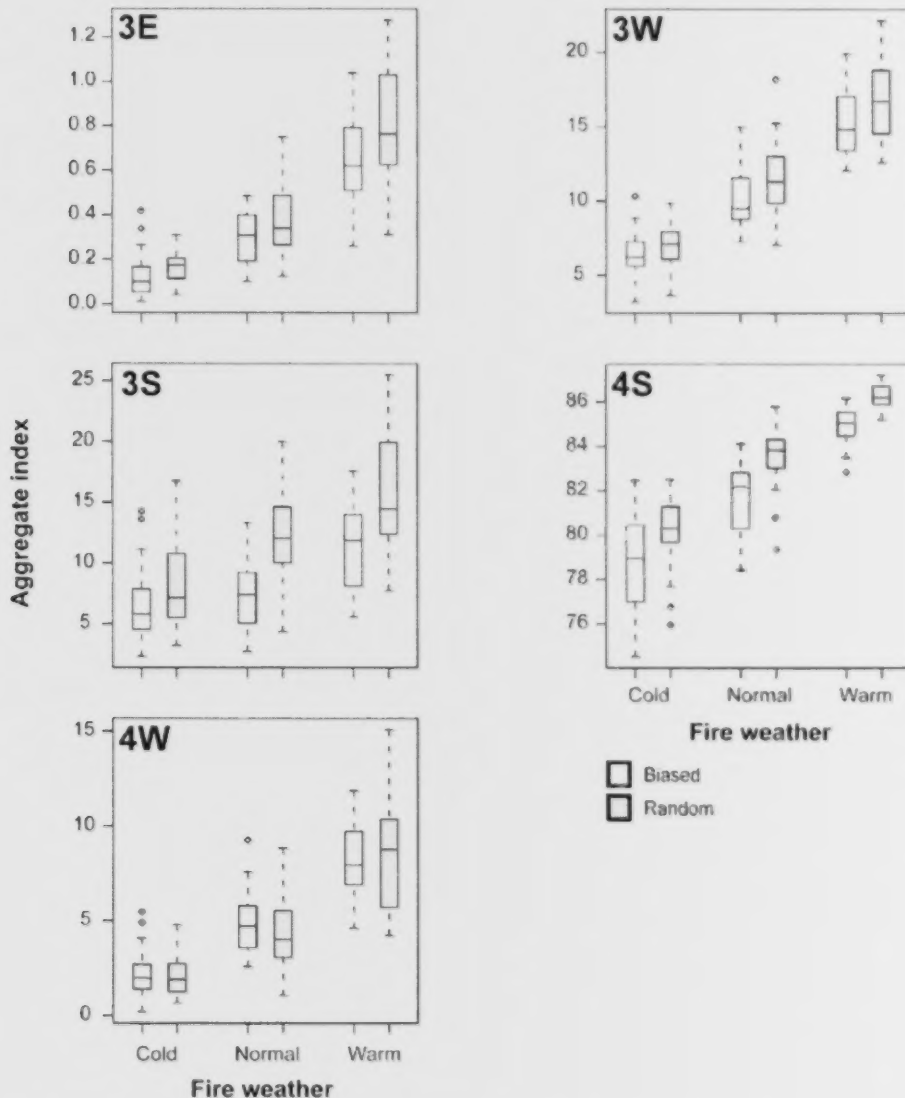 3E
1.2
1.0
0.8
0.6
0.4
0.2
0.0
3W
20
15
10
5
Aggregate index
3S
25
20
15
10
5
4S
86
84
82
80
78
76
Cold Normal Warm
Fire weather
Biased
Random
4W
15
10
5
0
Cold Normal Warm
Fire weather